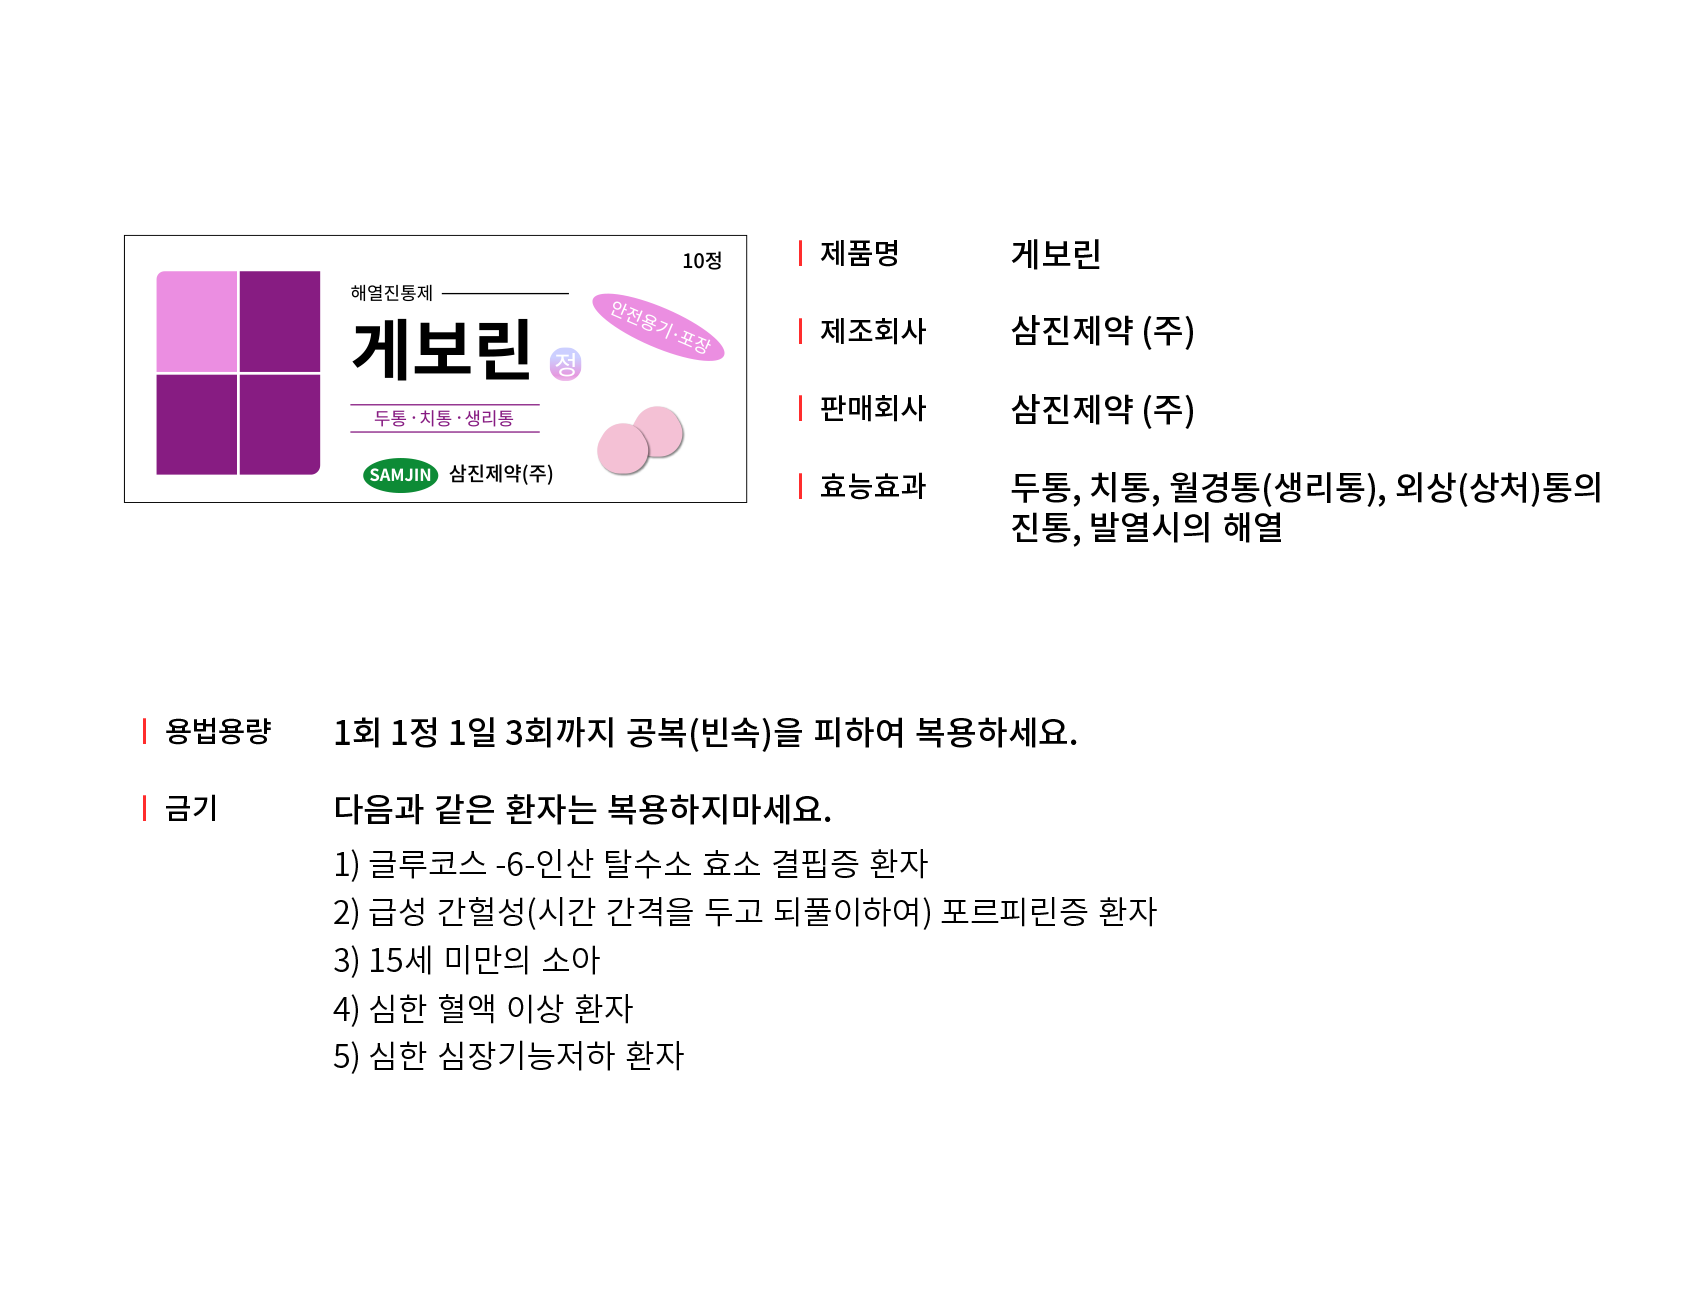 10정
해열진통제
게보린 정
안전용기·포장
두통 · 치통 · 생리통
SAMJIN 삼진제약(주)
제품명 게보린
제조회사 삼진제약 (주)
판매회사 삼진제약 (주)
효능효과 두통, 치통, 월경통(생리통), 외상(상처)통의
진통, 발열시의 해열
용법용량 1회 1정 1일 3회까지 공복(빈속)을 피하여 복용하세요.
금기 다음과 같은 환자는 복용하지마세요.
1) 글루코스 -6-인산 탈수소 효소 결핍증 환자
2) 급성 간헐성(시간 간격을 두고 되풀이하여) 포르피린증 환자
3) 15세 미만의 소아
4) 심한 혈액 이상 환자
5) 심한 심장기능저하 환자